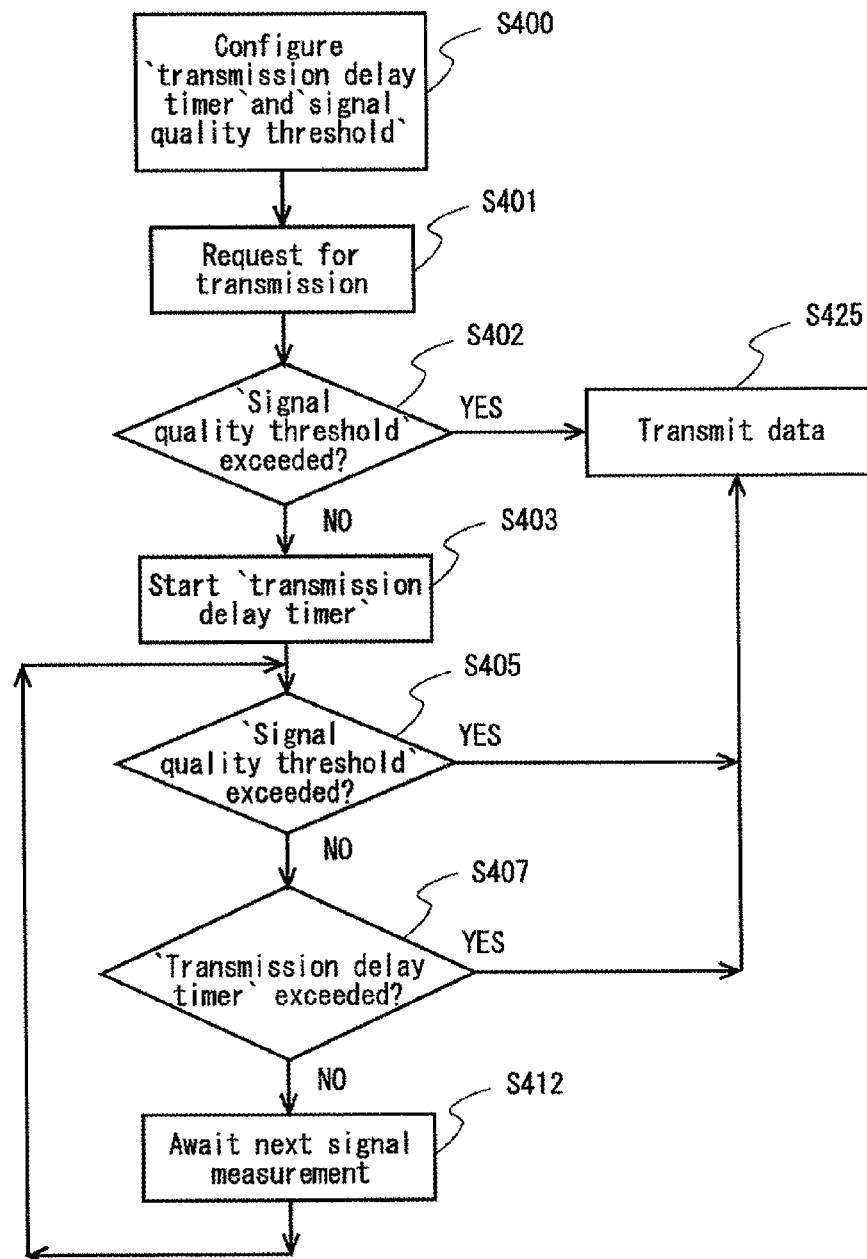 S400
Configure
`transmission delay
timer`and`signal
quality threshold`
S401
Request for
transmission
S402
`Signal
quality threshold`
exceeded?
YES
S425
Transmit data
NO
S403
Start `transmission
delay timer`
S405
`Signal
quality threshold`
exceeded?
YES
NO
S407
`Transmission delay
timer` exceeded?
YES
NO
S412
Await next signal
measurement